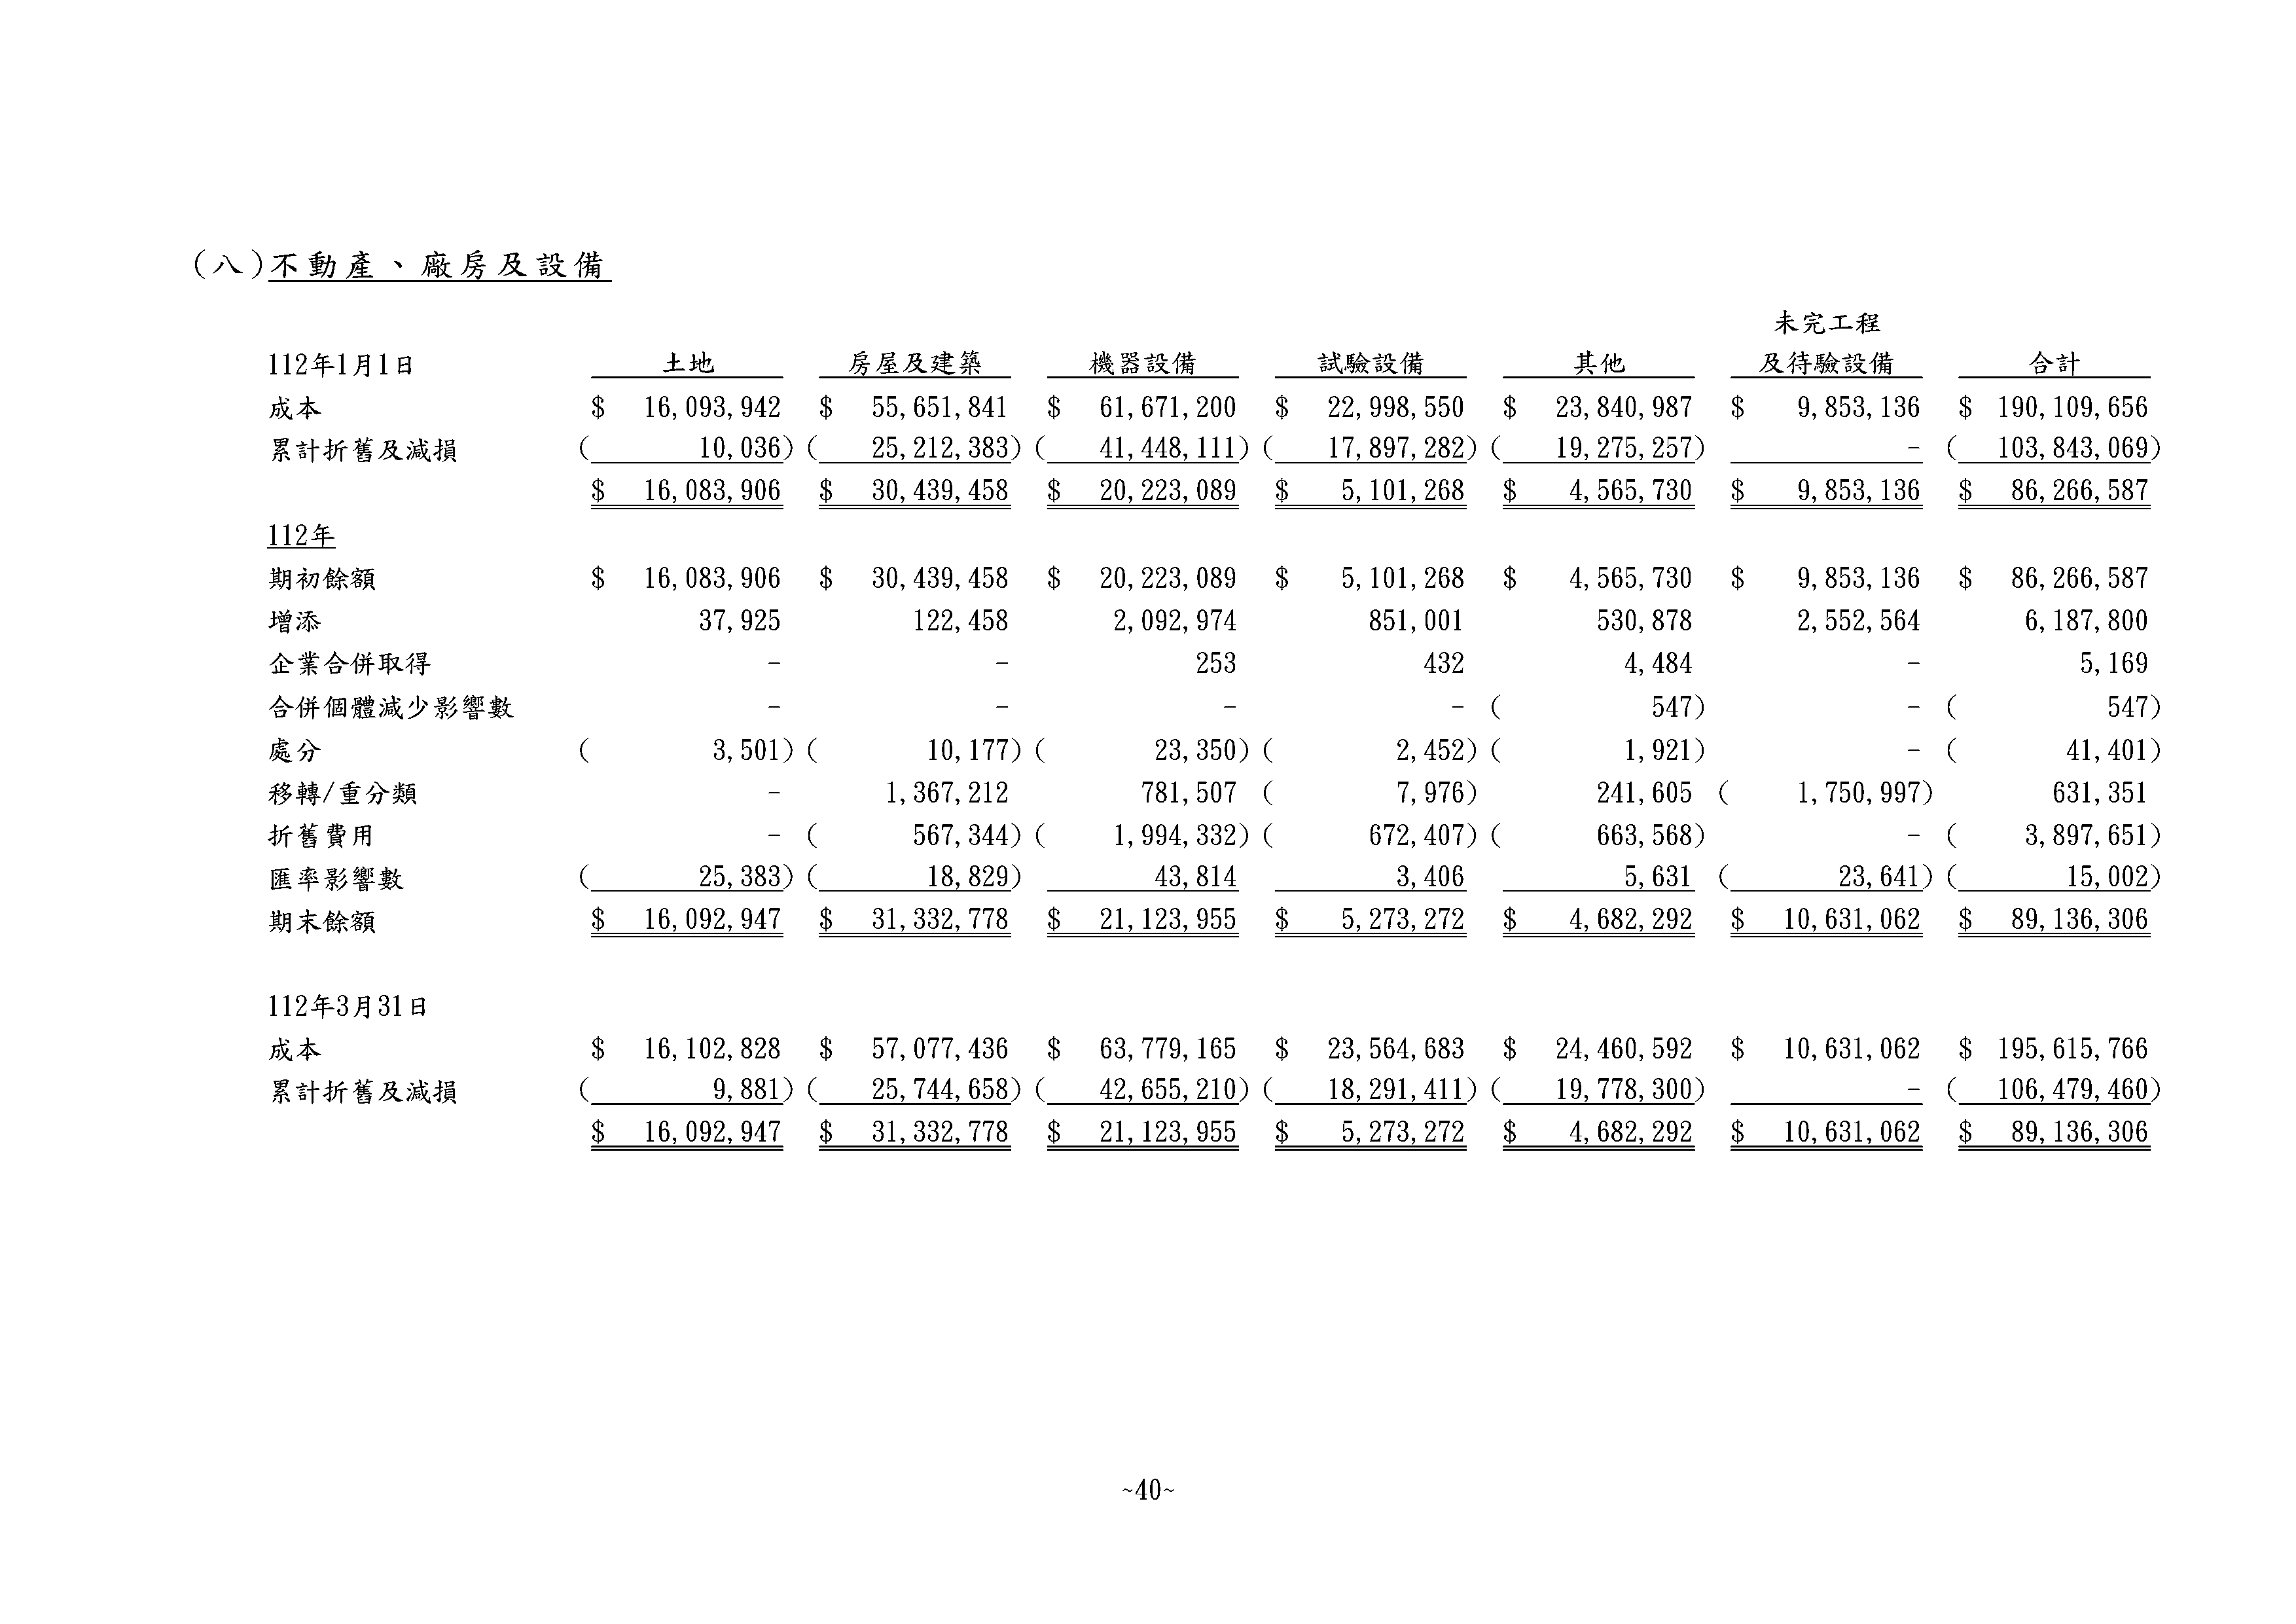 (八)不動產、廠房及設備
未完工程
112年1月1日 土地 房屋及建築 機器設備 試驗設備 其他 及待驗設備 合計
成本 $ 16,093,942 $ 55,651,841 $ 61,671,200 $ 22,998,550 $ 23,840,987 $ 9,853,136 $ 190,109,656
累計折舊及減損 ( 10,036) ( 25,212,383) ( 41,448,111) ( 17,897,282) ( 19,275,257) - ( 103,843,069)
$ 16,083,906 $ 30,439,458 $ 20,223,089 $ 5,101,268 $ 4,565,730 $ 9,853,136 $ 86,266,587
112年
期初餘額 $ 16,083,906 $ 30,439,458 $ 20,223,089 $ 5,101,268 $ 4,565,730 $ 9,853,136 $ 86,266,587
增添 37,925 122,458 2,092,974 851,001 530,878 2,552,564 6,187,800
企業合併取得 - - 253 432 4,484 - 5,169
合併個體減少影響數 - - - - ( 547) - ( 547)
處分 ( 3,501) ( 10,177) ( 23,350) ( 2,452) ( 1,921) - ( 41,401)
移轉/重分類 - 1,367,212 781,507 ( 7,976) 241,605 ( 1,750,997) 631,351
折舊費用 - ( 567,344) ( 1,994,332) ( 672,407) ( 663,568) - ( 3,897,651)
匯率影響數 ( 25,383) ( 18,829) 43,814 3,406 5,631 ( 23,641) ( 15,002)
期末餘額 $ 16,092,947 $ 31,332,778 $ 21,123,955 $ 5,273,272 $ 4,682,292 $ 10,631,062 $ 89,136,306
112年3月31日
成本 $ 16,102,828 $ 57,077,436 $ 63,779,165 $ 23,564,683 $ 24,460,592 $ 10,631,062 $ 195,615,766
累計折舊及減損 ( 9,881) ( 25,744,658) ( 42,655,210) ( 18,291,411) ( 19,778,300) - ( 106,479,460)
$ 16,092,947 $ 31,332,778 $ 21,123,955 $ 5,273,272 $ 4,682,292 $ 10,631,062 $ 89,136,306
~40~